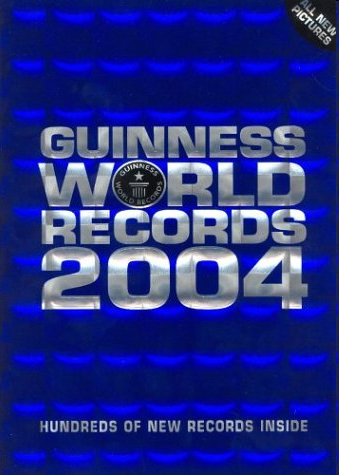 ALL NEW
PICTURES
GUINNESS
WORLD
GUINNESS
WORLD RECORDS
RECORDS
2004
HUNDREDS OF NEW RECORDS INSIDE